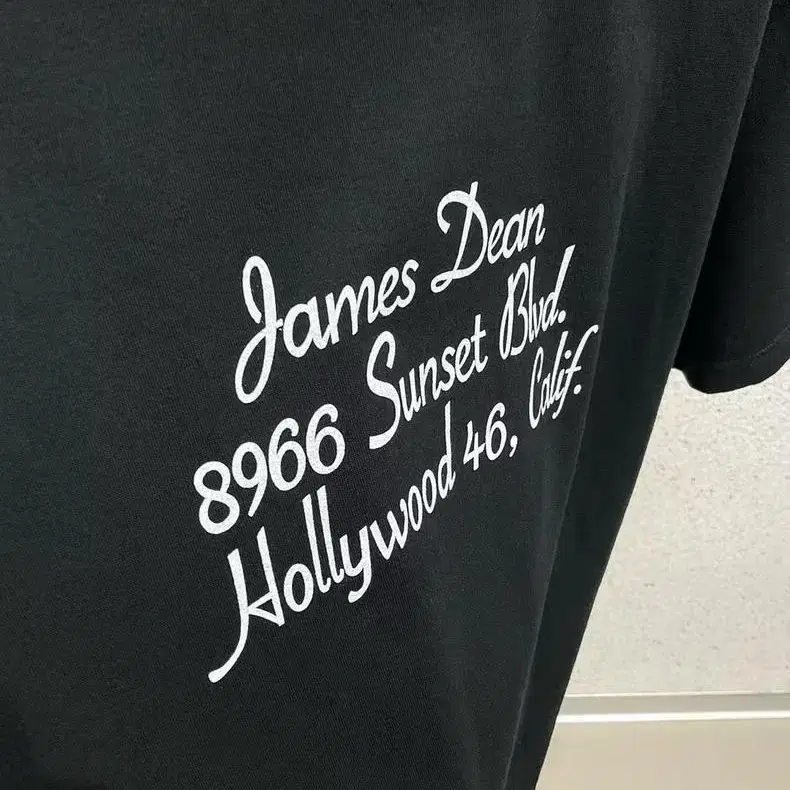 James Dean
8966 Sunset Blvd.
Hollywood 46, Calif.